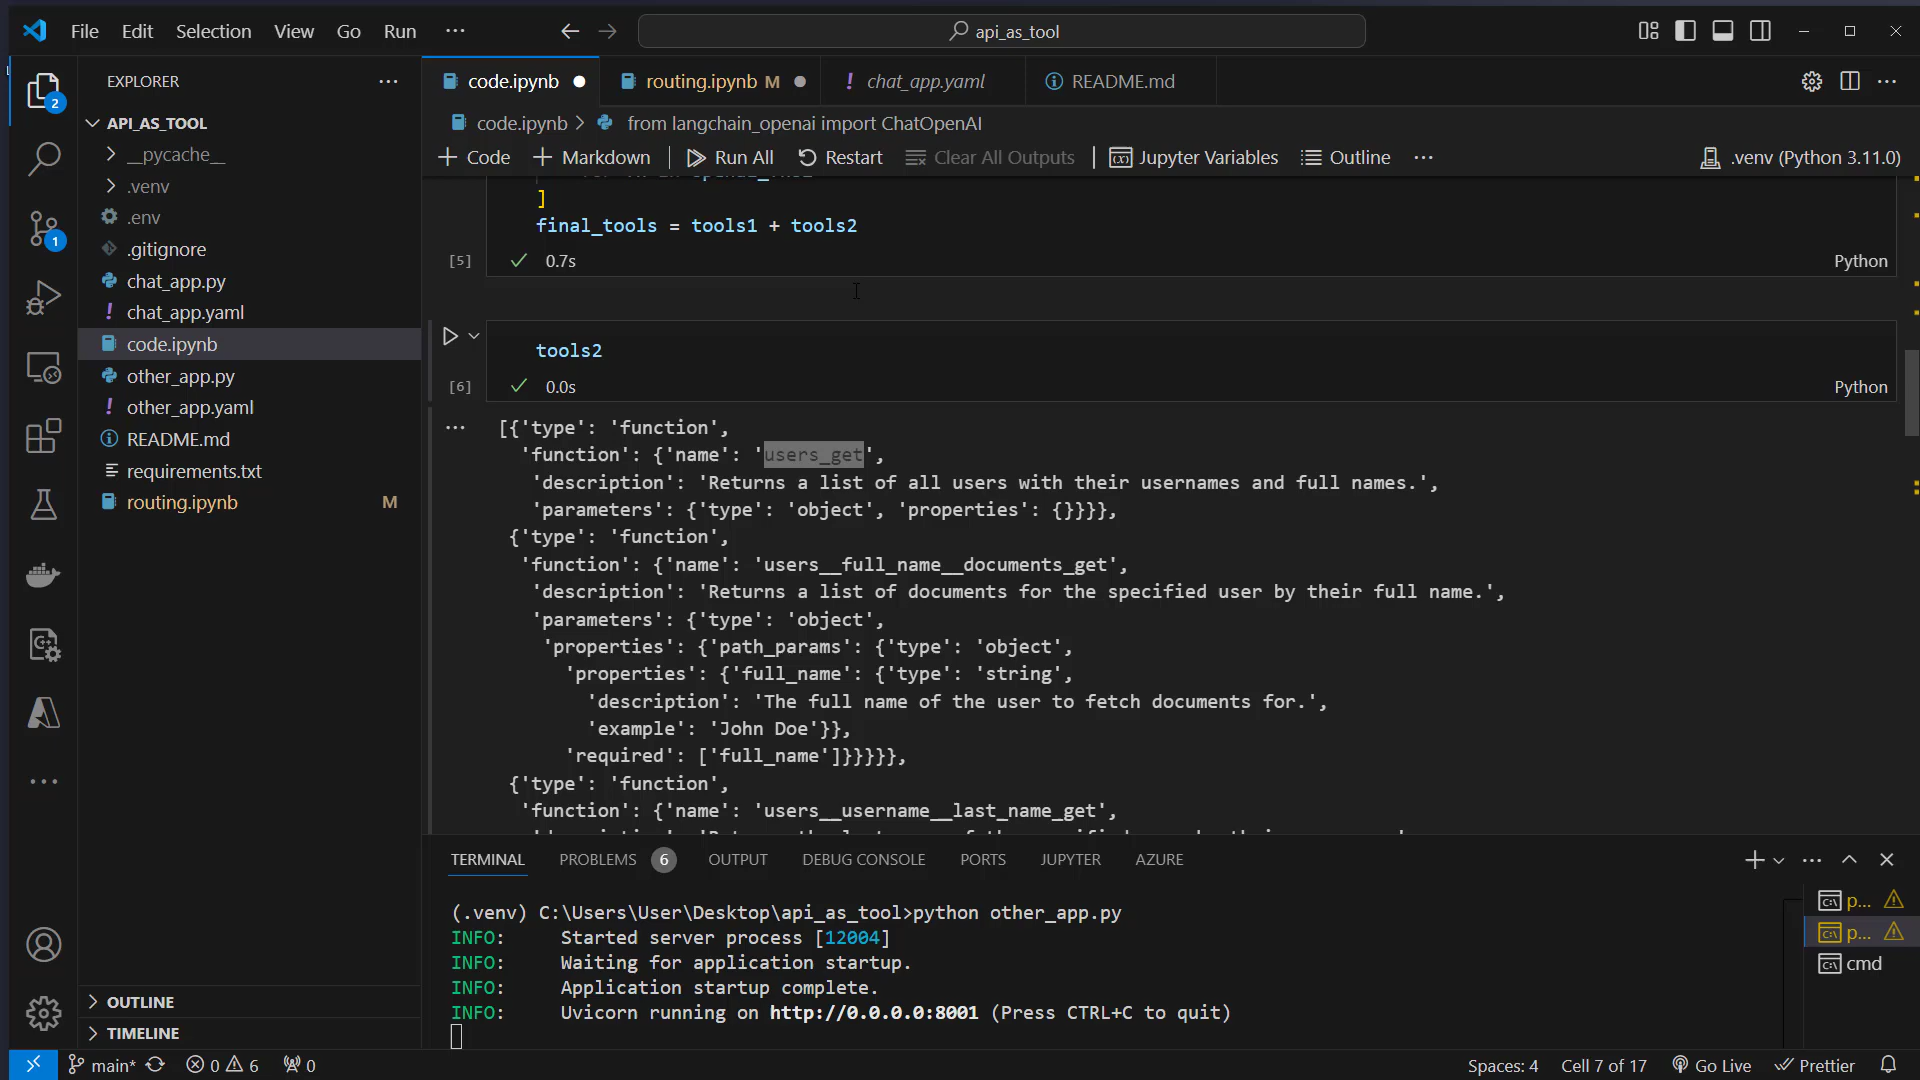 File Edit Selection View Go Run ···
api_as_tool
EXPLORER
2
API_AS_TOOL
__pycache__
.venv
.env
.gitignore
chat_app.py
chat_app.yaml
code.ipynb
other_app.py
other_app.yaml
README.md
requirements.txt
routing.ipynb M
1
OUTLINE
TIMELINE
code.ipynb
routing.ipynb M
chat_app.yaml
README.md
code.ipynb > from langchain_openai import ChatOpenAI
+ Code + Markdown Run All Restart Clear All Outputs Jupyter Variables Outline ··· .venv (Python 3.11.0)
]
final_tools = tools1 + tools2
[5] 0.7s Python
tools2
[6] 0.0s Python
[{'type': 'function',
'function': {'name': 'users_get',
'description': 'Returns a list of all users with their usernames and full names.',
'parameters': {'type': 'object', 'properties': {}}}},
{'type': 'function',
'function': {'name': 'users__full_name__documents_get',
'description': 'Returns a list of documents for the specified user by their full name.',
'parameters': {'type': 'object',
'properties': {'path_params': {'type': 'object',
'properties': {'full_name': {'type': 'string',
'description': 'The full name of the user to fetch documents for.',
'example': 'John Doe'}},
'required': ['full_name']}}}}},
{'type': 'function',
'function': {'name': 'users__username__last_name_get',
TERMINAL PROBLEMS 6 OUTPUT DEBUG CONSOLE PORTS JUPYTER AZURE
(.venv) C:\Users\User\Desktop\api_as_tool>python other_app.py
INFO: Started server process [12004]
INFO: Waiting for application startup.
INFO: Application startup complete.
INFO: Uvicorn running on http://0.0.0.0:8001 (Press CTRL+C to quit)
p...
p...
cmd
main* 0 6 0
Spaces: 4 Cell 7 of 17 Go Live Prettier